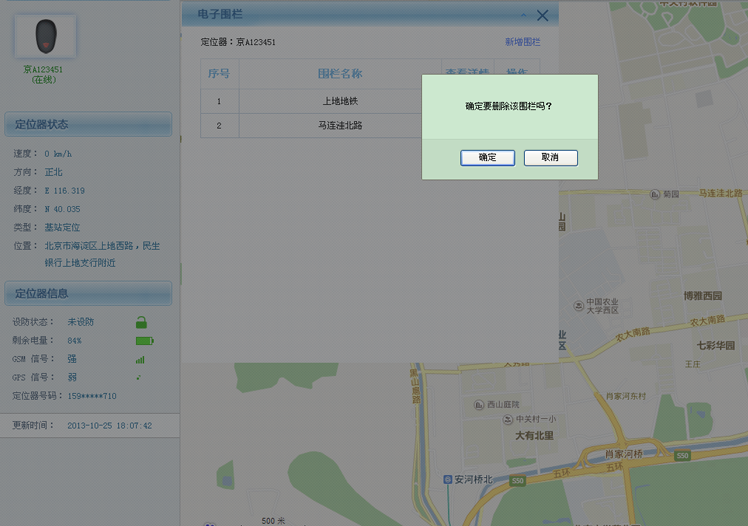 京A123451
(在线)
定位器状态
速度： 0 km/h
方向： 正北
经度： E 116.319
纬度： N 40.035
类型： 基站定位
位置： 北京市海淀区上地西路，民生
银行上地支行附近
定位器信息
设防状态： 未设防
剩余电量： 84%
GSM 信号： 强
GPS 信号： 弱
定位器号码：159*****710
更新时间： 2013-10-25 18:07:42
电子围栏
定位器：京A123451
新增围栏
序号 围栏名称 查看详情 操作
1 上地地铁
2 马连洼北路
确定要删除该围栏吗？
确定 取消
菊园
马连洼北路
中国农业
大学西区
博雅西园
农大南路
农大南路
七彩华园
王庄
黑山扈路
肖家河东村
西山庭院
中关村一小
大有北里
肖家河桥
S50
五环
五环
安河桥北
S50
500 米